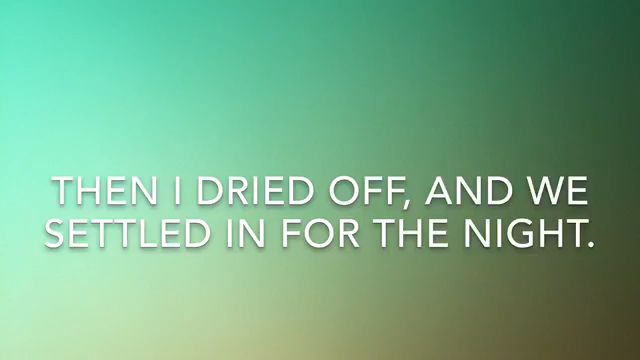 THEN I DRIED OFF, AND WE
SETTLED IN FOR THE NIGHT.